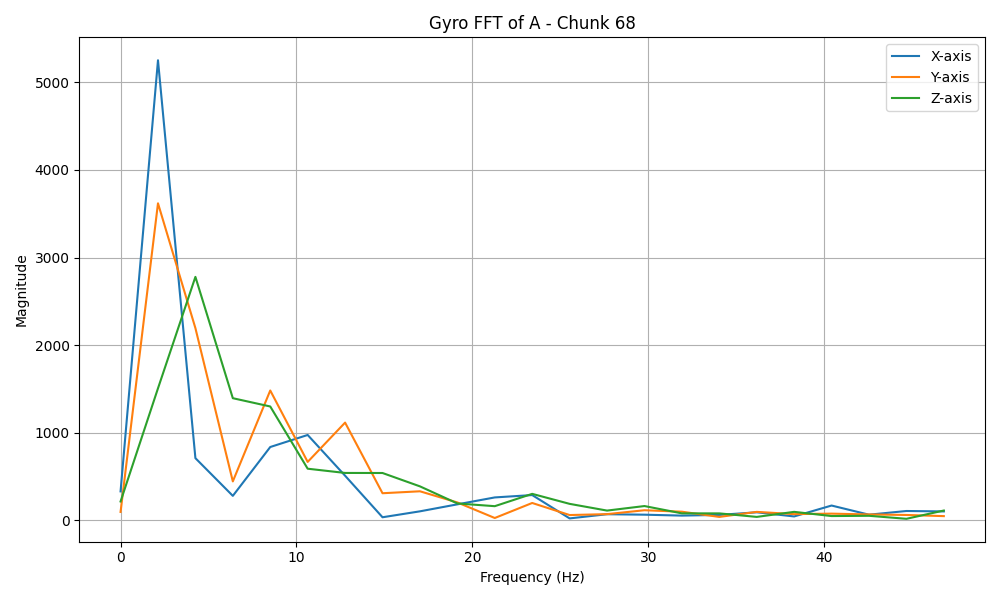 Gyro FFT of A - Chunk 68
X-axis
Y-axis
Z-axis
Magnitude
5000
4000
3000
2000
1000
0
0 10 20 30 40
Frequency (Hz)